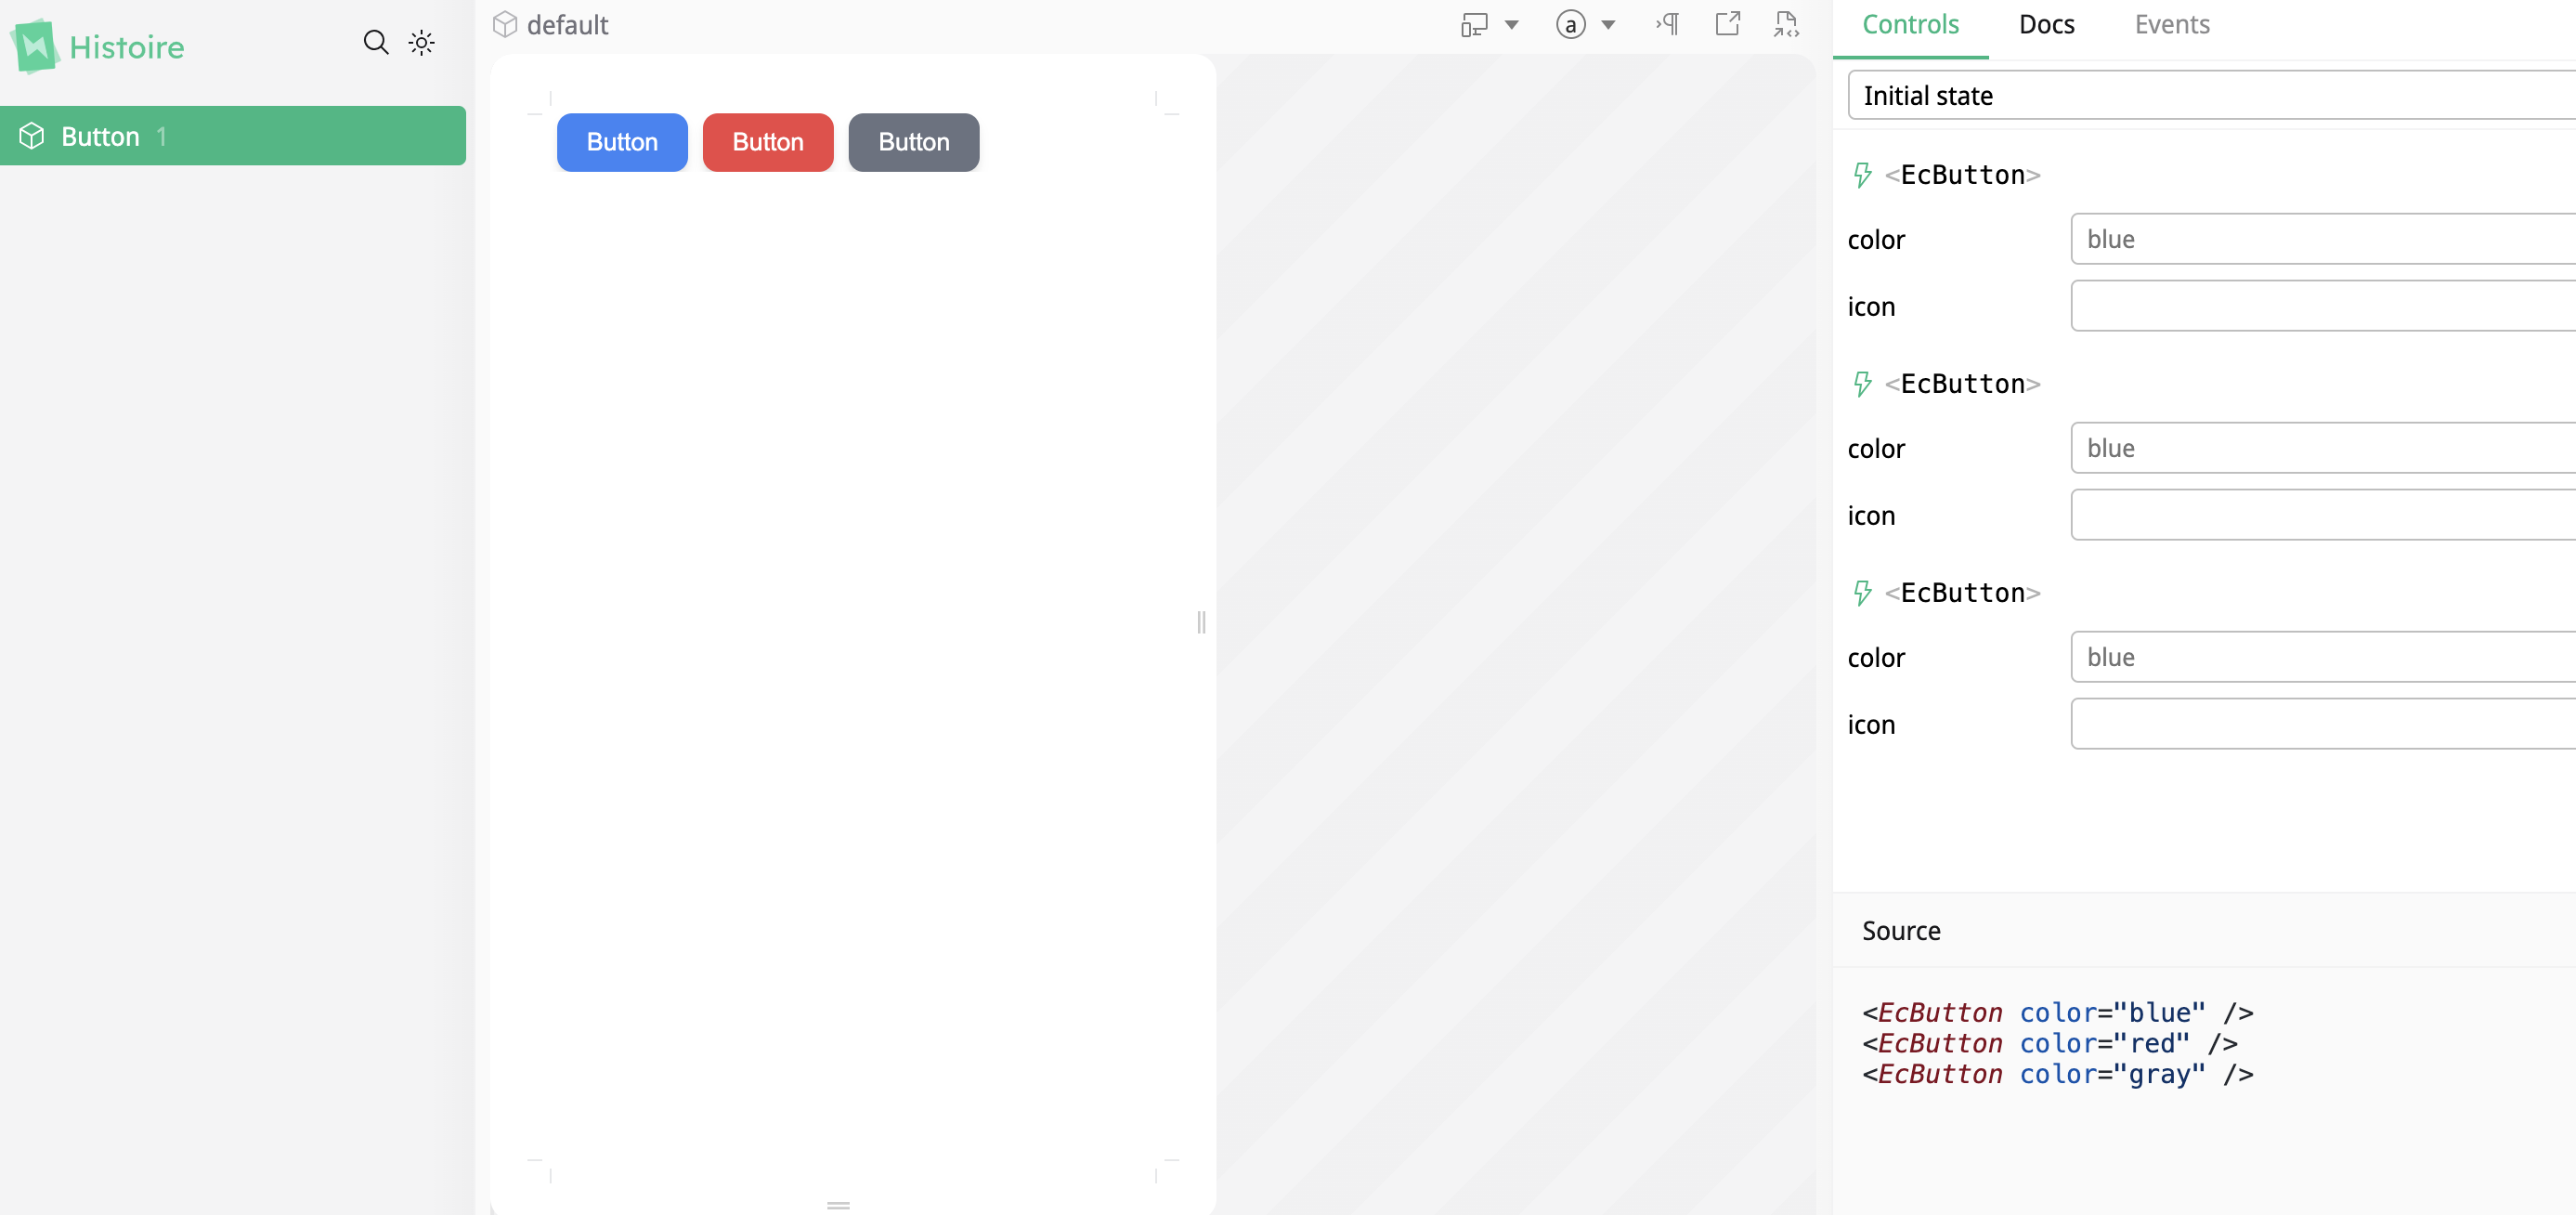 Histoire
Button 1
default
a
Button Button Button
Controls Docs Events
Initial state
<EcButton>
color blue
icon
<EcButton>
color blue
icon
<EcButton>
color blue
icon
Source
<EcButton color="blue" />
<EcButton color="red" />
<EcButton color="gray" />